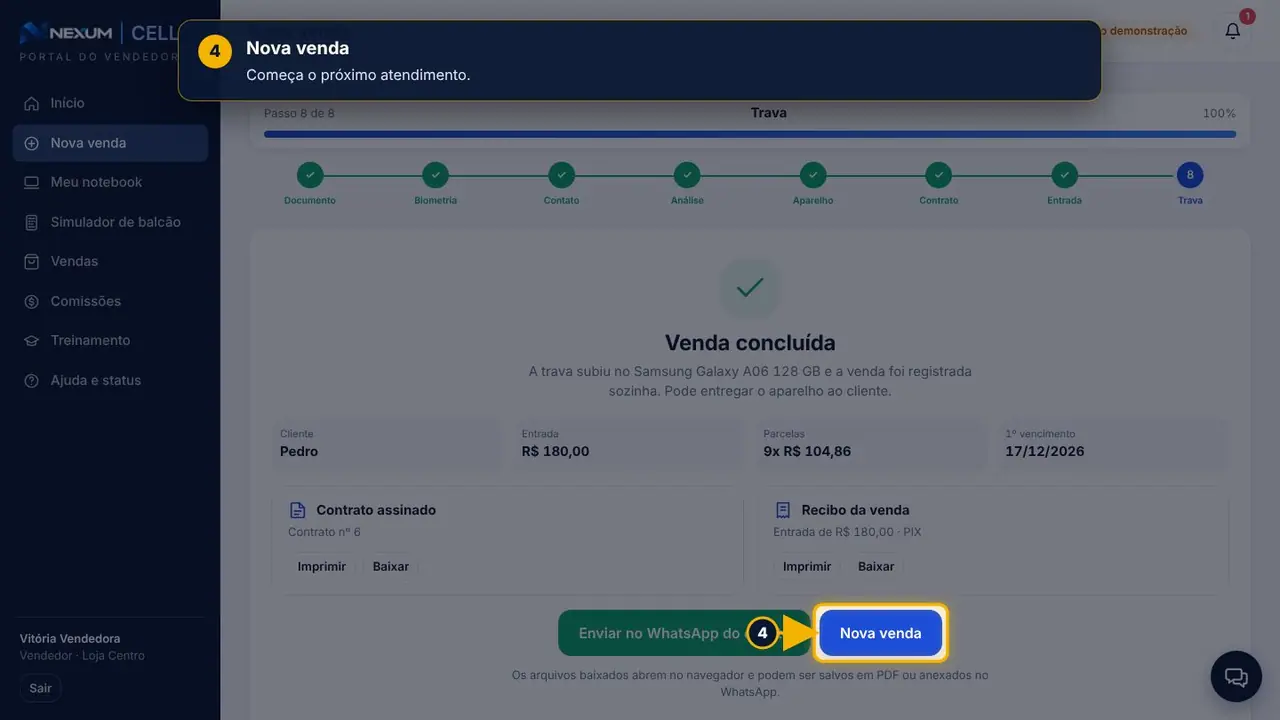 NEXUM | CELL
PORTAL DO VENDEDOR
4
Nova venda
Começa o próximo atendimento.
o demonstração
1
Início
Nova venda
Meu notebook
Simulador de balcão
Vendas
Comissões
Treinamento
Ajuda e status
Passo 8 de 8
Trava
100%
8
Documento
Biometria
Contato
Análise
Aparelho
Contrato
Entrada
Trava
Venda concluída
A trava subiu no Samsung Galaxy A06 128 GB e a venda foi registrada
sozinha. Pode entregar o aparelho ao cliente.
Cliente
Pedro
Entrada
R$ 180,00
Parcelas
9x R$ 104,86
1º vencimento
17/12/2026
Contrato assinado
Contrato nº 6
Imprimir
Baixar
Recibo da venda
Entrada de R$ 180,00 · PIX
Imprimir
Baixar
Enviar no WhatsApp do
4
Nova venda
Os arquivos baixados abrem no navegador e podem ser salvos em PDF ou anexados no
WhatsApp.
Vitória Vendedora
Vendedor · Loja Centro
Sair